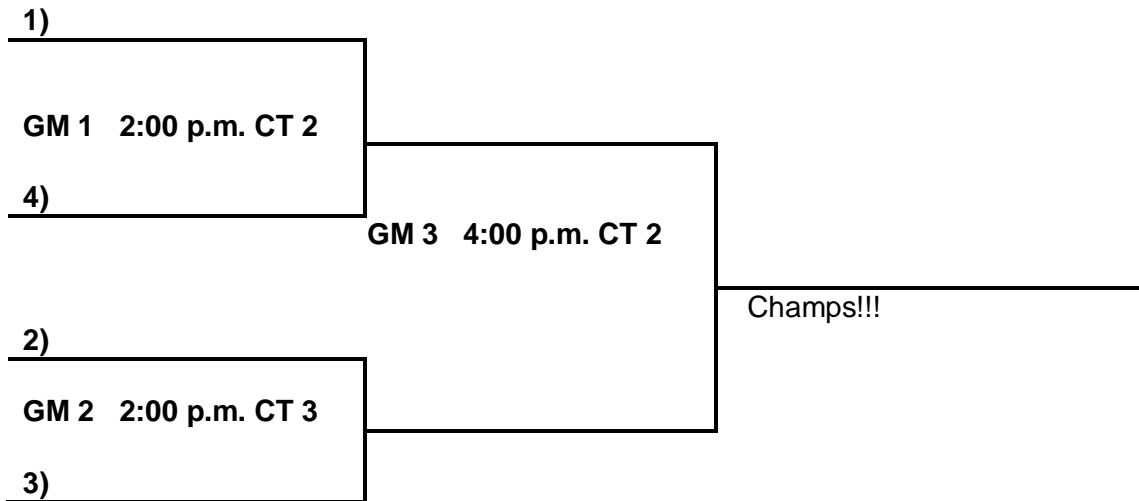 1)
GM 1 2:00 p.m. CT 2
4)
GM 3 4:00 p.m. CT 2
Champs!!!
2)
GM 2 2:00 p.m. CT 3
3)